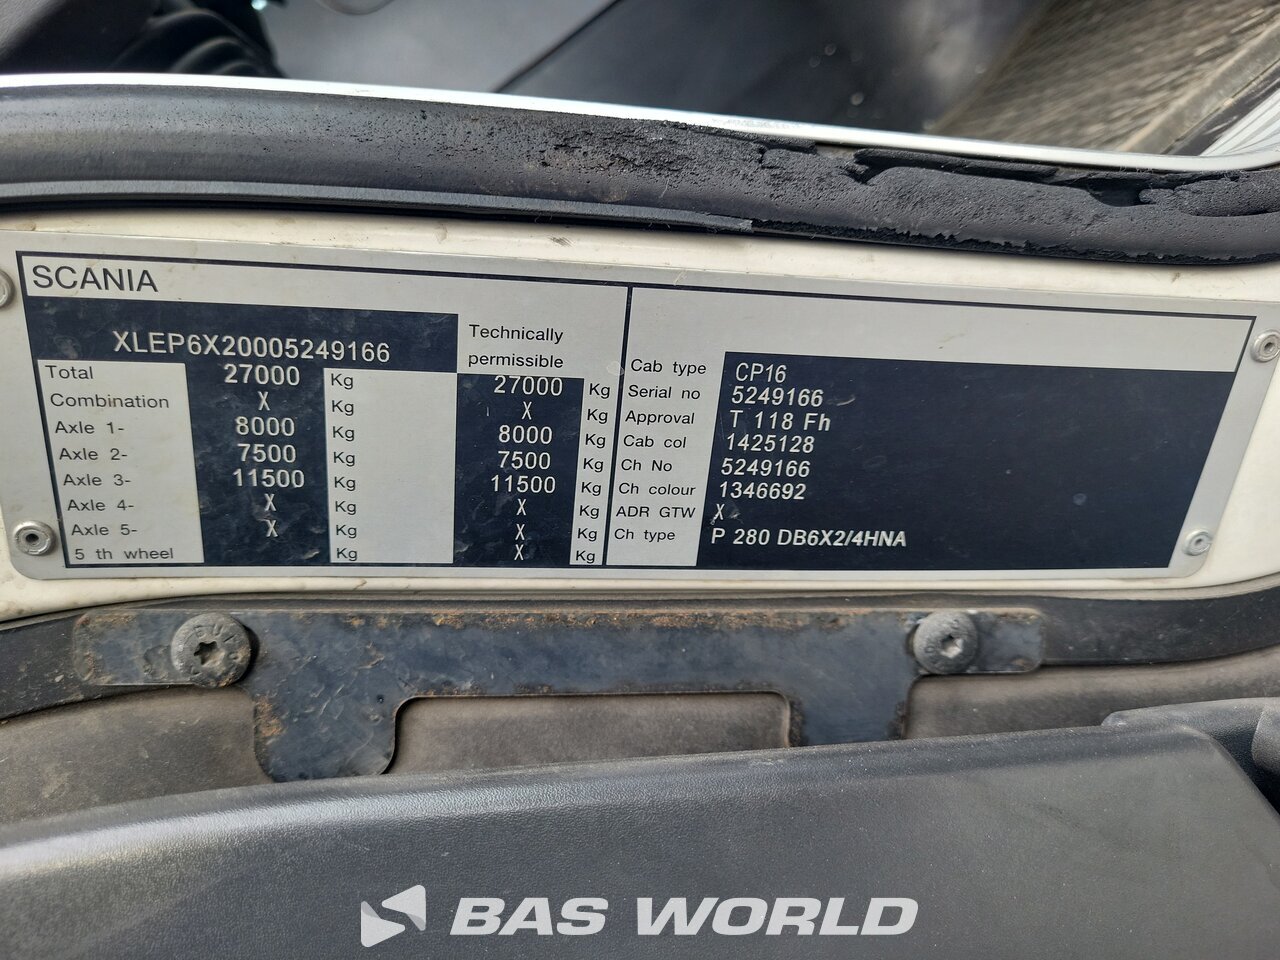 SCANIA
XLEP6X20005249166
Technically
permissible
Total 27000 Kg 27000 Kg
Combination X Kg X Kg
Axle 1- 8000 Kg 8000 Kg
Axle 2- 7500 Kg 7500 Kg
Axle 3- 11500 Kg 11500 Kg
Axle 4- X Kg X Kg
Axle 5- X Kg X Kg
5 th wheel Kg X Kg
Cab type CP16
Serial no 5249166
Approval T 118 Fh
Cab col 1425128
Ch No 5249166
Ch colour 1346692
ADR GTW X
Ch type P 280 DB6X2/4HNA
BAS WORLD